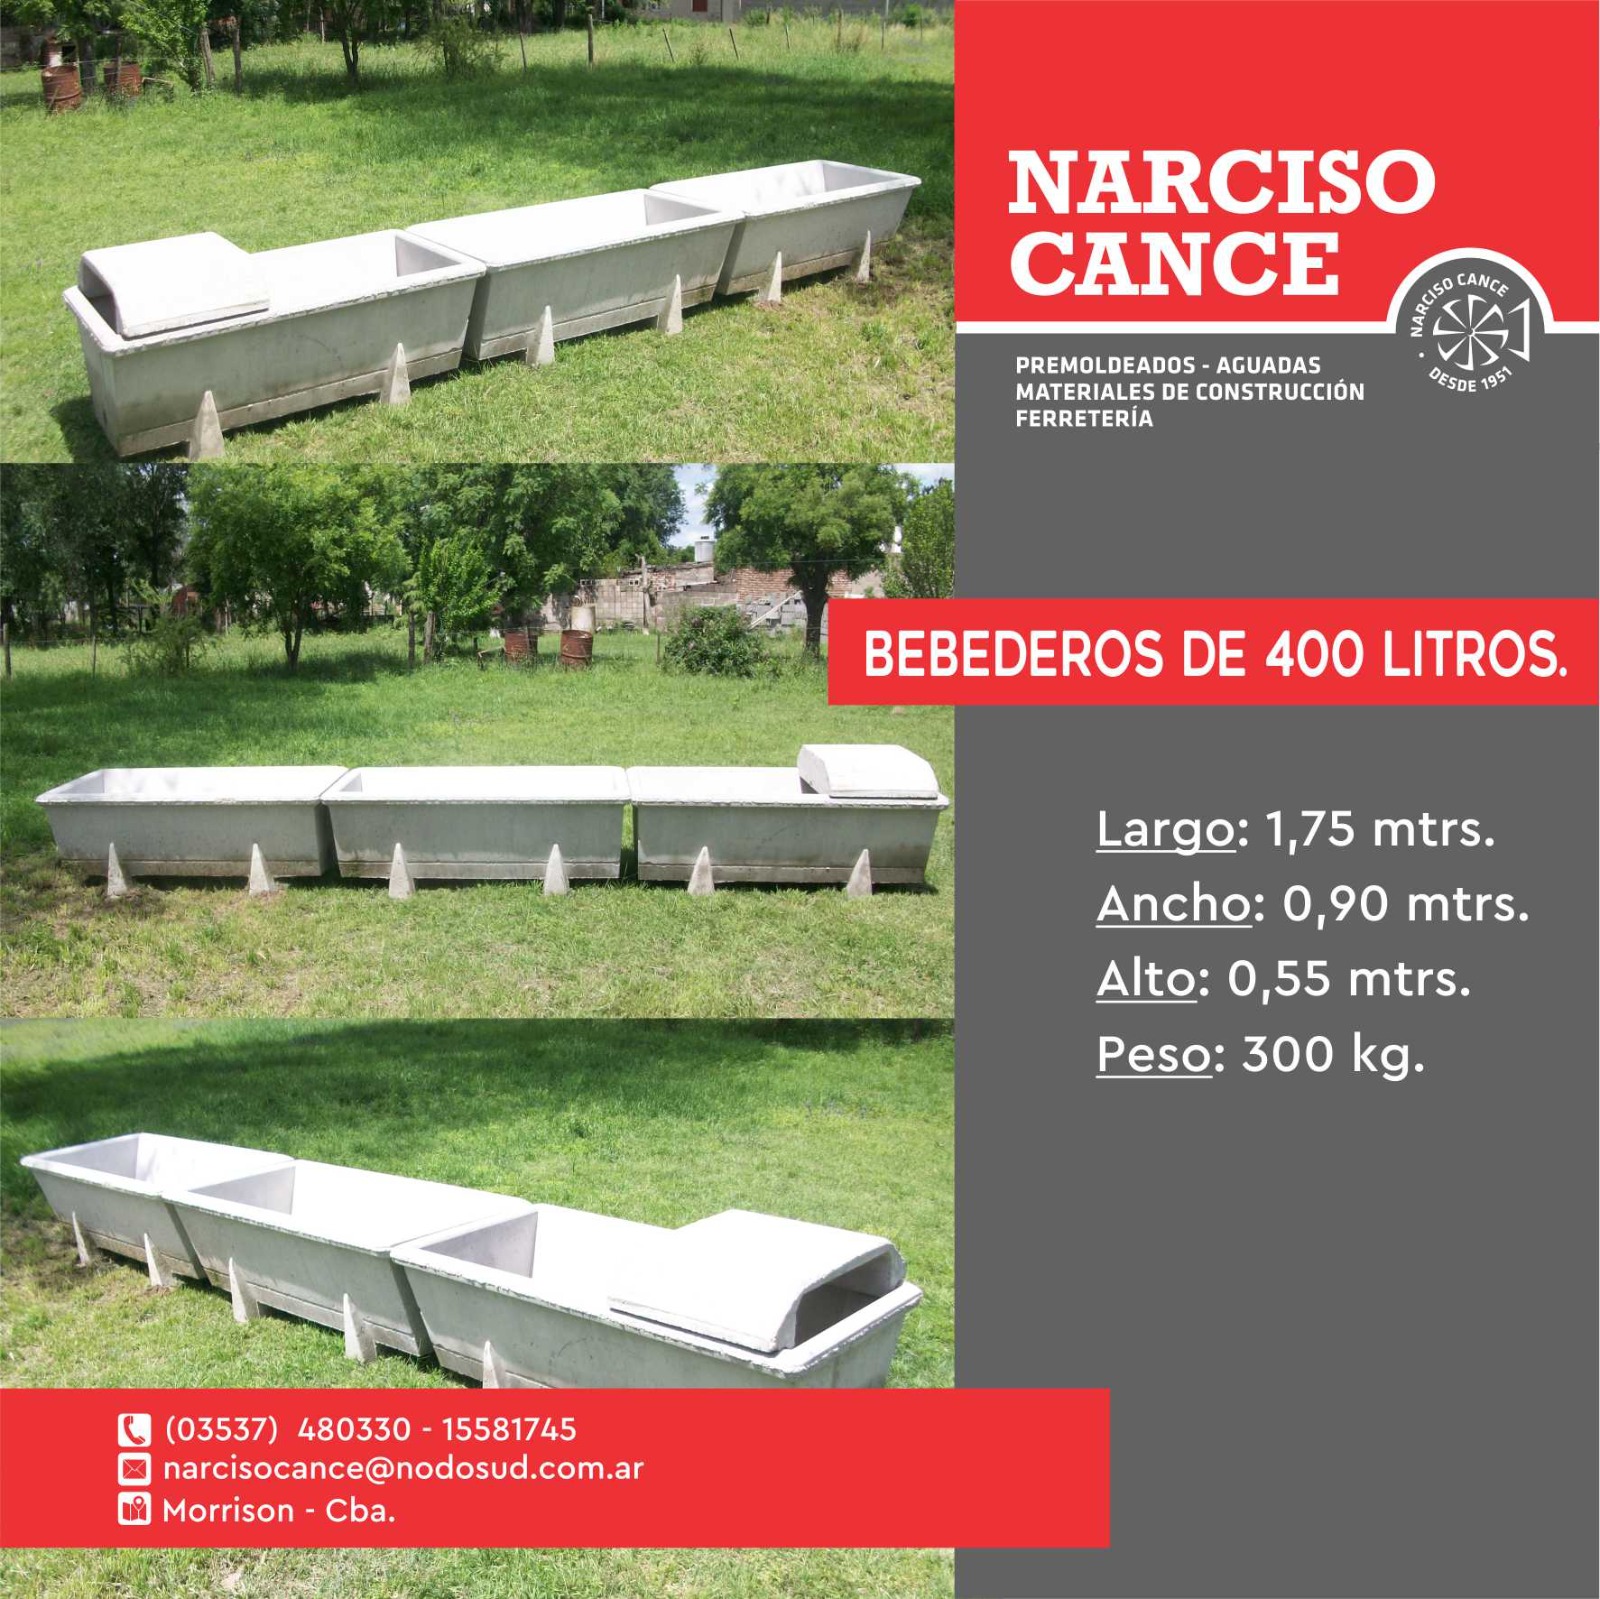 NARCISO
CANCE
NARCISO CANCE
DESDE 1951
PREMOLDEADOS - AGUADAS
MATERIALES DE CONSTRUCCIÓN
FERRETERÍA
BEBEDEROS DE 400 LITROS.
Largo: 1,75 mtrs.
Ancho: 0,90 mtrs.
Alto: 0,55 mtrs.
Peso: 300 kg.
(03537) 480330 - 15581745
narcisocance@nodosud.com.ar
Morrison - Cba.